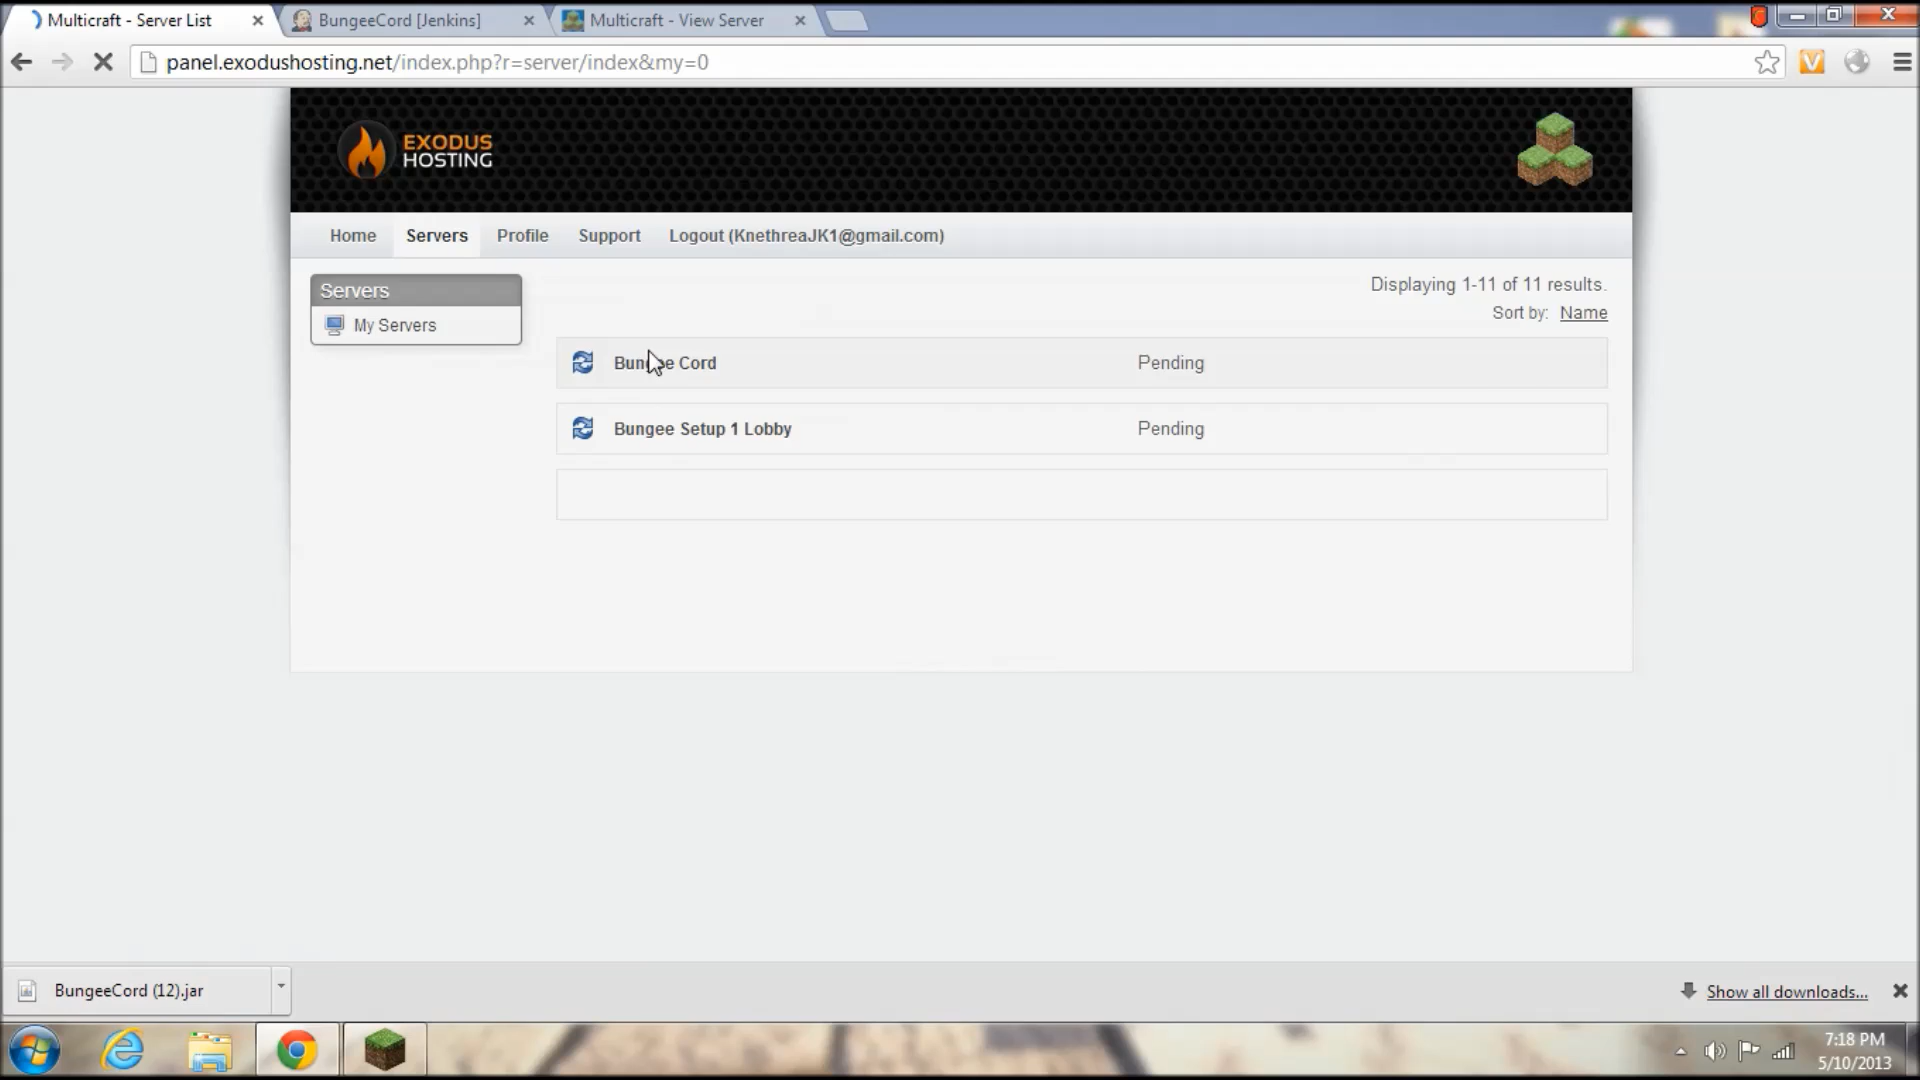 Multicraft - Server List
BungeeCord [Jenkins]
Multicraft - View Server
panel.exodushosting.net/index.php?r=server/index&my=0
EXODUS
HOSTING
Home
Servers
Profile
Support
Logout (KnethreaJK1@gmail.com)
Servers
My Servers
Displaying 1-11 of 11 results.
Sort by: Name
Bungee Cord
Pending
Bungee Setup 1 Lobby
Pending
BungeeCord (12).jar
Show all downloads...
7:18 PM
5/10/2013